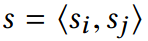 s = ⟨s_i, s_j⟩